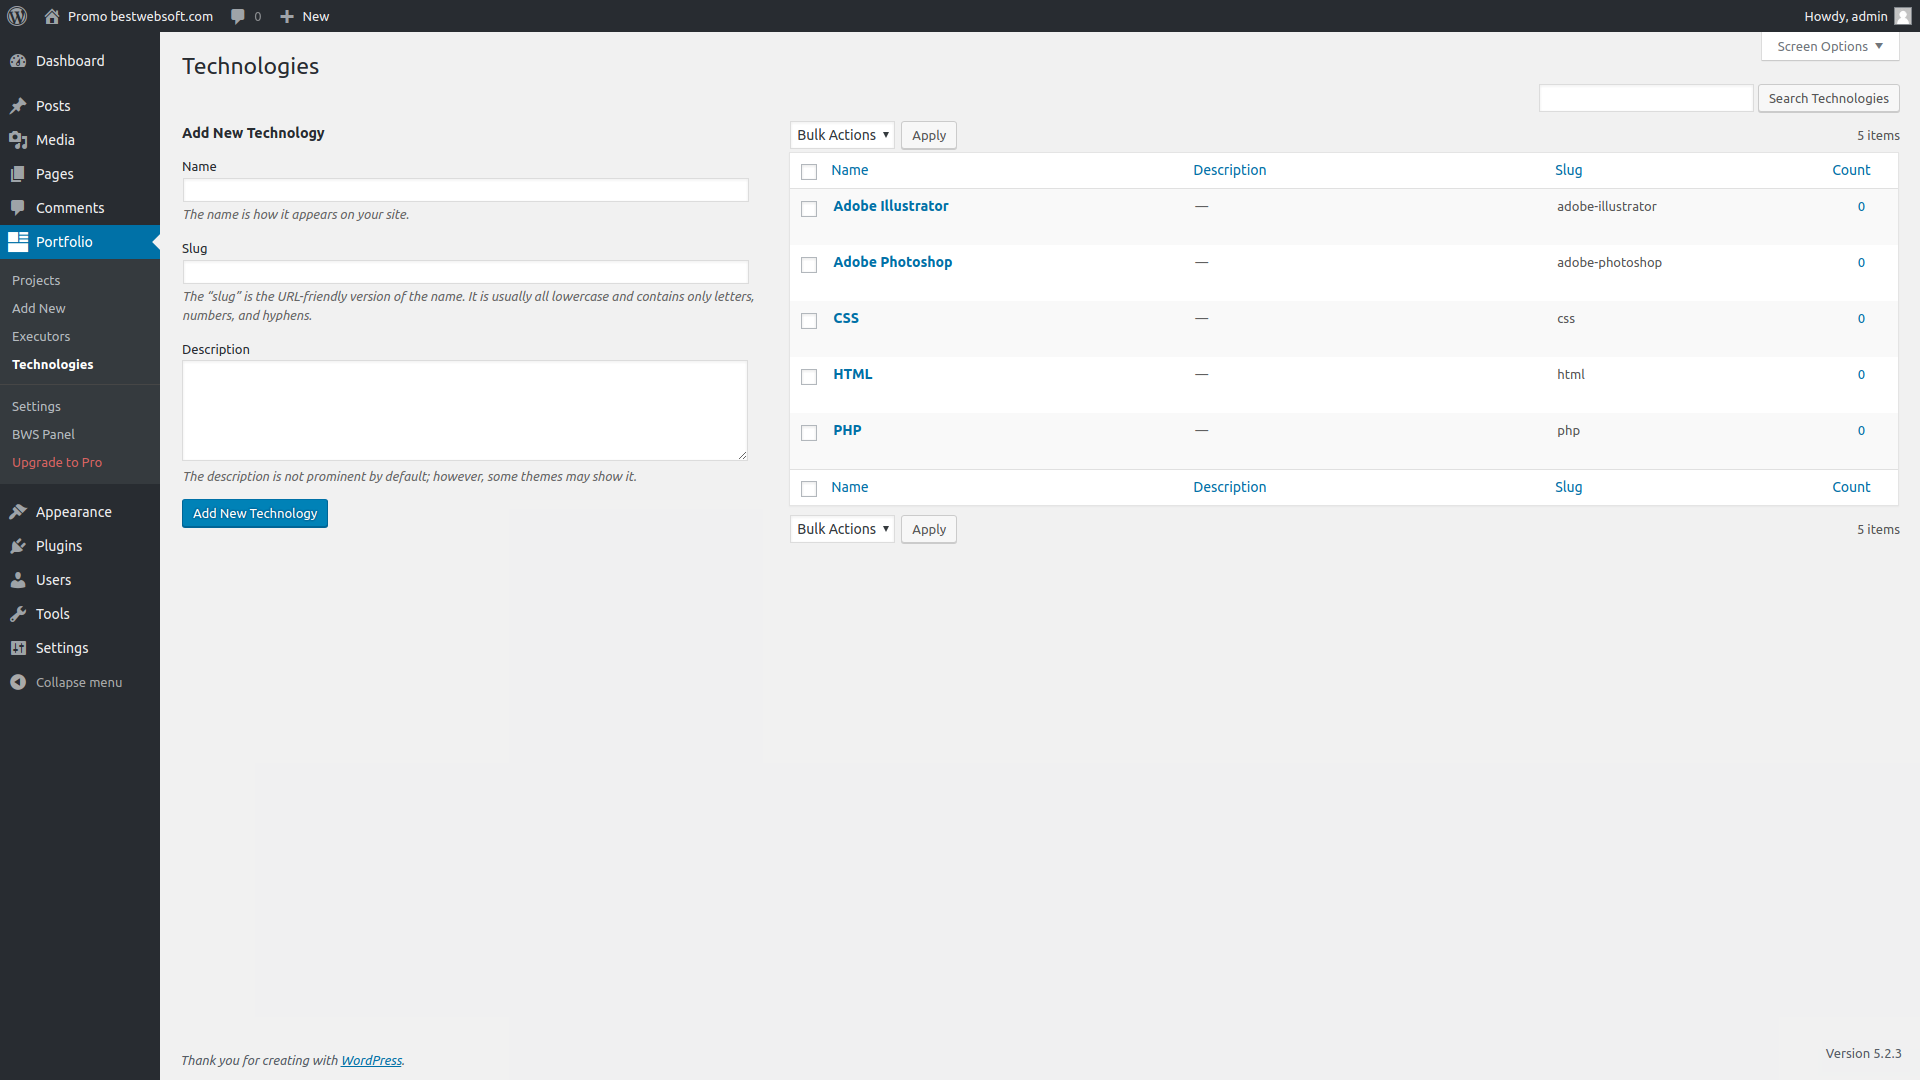 Promo bestwebsoft.com 0 New Howdy, admin
Screen Options
Dashboard
Posts
Media
Pages
Comments
Portfolio
Projects
Add New
Executors
Technologies
Settings
BWS Panel
Upgrade to Pro
Appearance
Plugins
Users
Tools
Settings
Collapse menu
Technologies
Search Technologies
Add New Technology
Name
The name is how it appears on your site.
Slug
The “slug” is the URL-friendly version of the name. It is usually all lowercase and contains only letters,
numbers, and hyphens.
Description
The description is not prominent by default; however, some themes may show it.
Add New Technology
Bulk Actions Apply 5 items
Name Description Slug Count
Adobe Illustrator — adobe-illustrator 0
Adobe Photoshop — adobe-photoshop 0
CSS — css 0
HTML — html 0
PHP — php 0
Name Description Slug Count
Bulk Actions Apply 5 items
Thank you for creating with WordPress.
Version 5.2.3